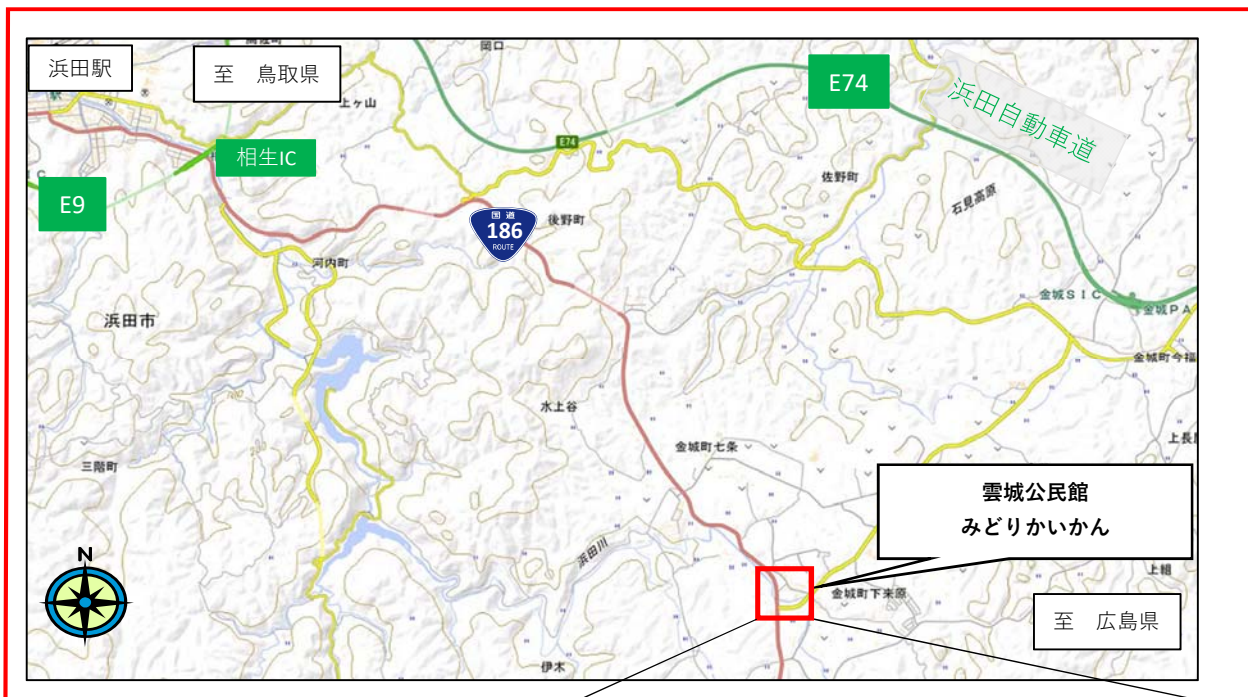 浜田駅
至　鳥取県
岡口
上ヶ山
E74
E74
浜田自動車道
相生IC
E9
佐野町
石見高原
国道
186
ROUTE
後野町
河内町
浜田市
金城SIC
金城PA
金城町今福
水上谷
金城町七条
三階町
雲城公民館
みどりかいかん
浜田川
N
上組
金城町下来原
至　広島県
伊木